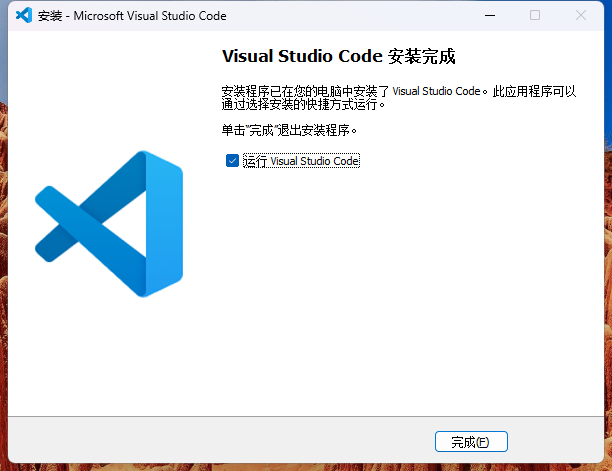 安装 - Microsoft Visual Studio Code
Visual Studio Code 安装完成
安装程序已在您的电脑中安装了 Visual Studio Code。此应用程序可以
通过选择安装的快捷方式运行。
单击"完成"退出安装程序。
运行 Visual Studio Code
完成(F)